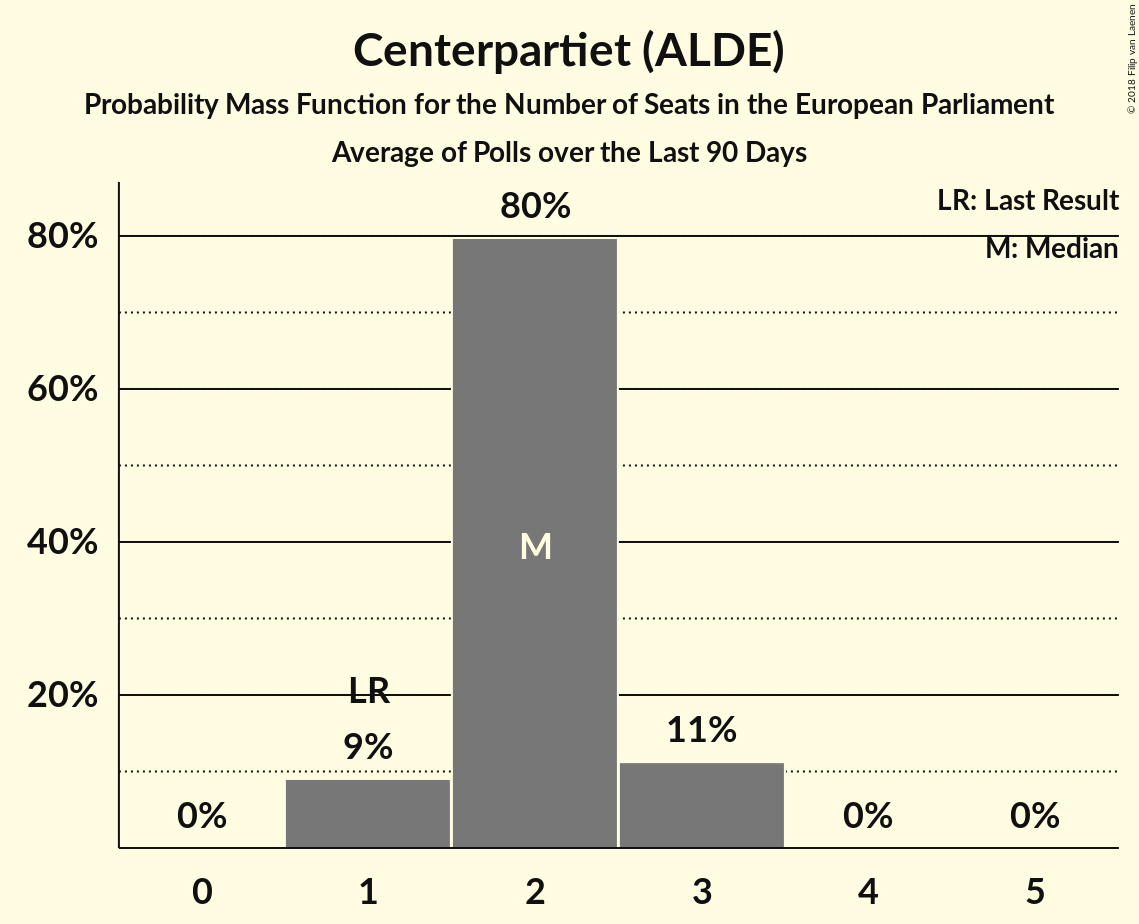 Centerpartiet (ALDE)
Probability Mass Function for the Number of Seats in the European Parliament
Average of Polls over the Last 90 Days
© 2018 Filip van Laenen
LR: Last Result
M: Median
80%
80%
60%
40%
M
20%
LR
9%
11%
0%
0%
0%
0 1 2 3 4 5